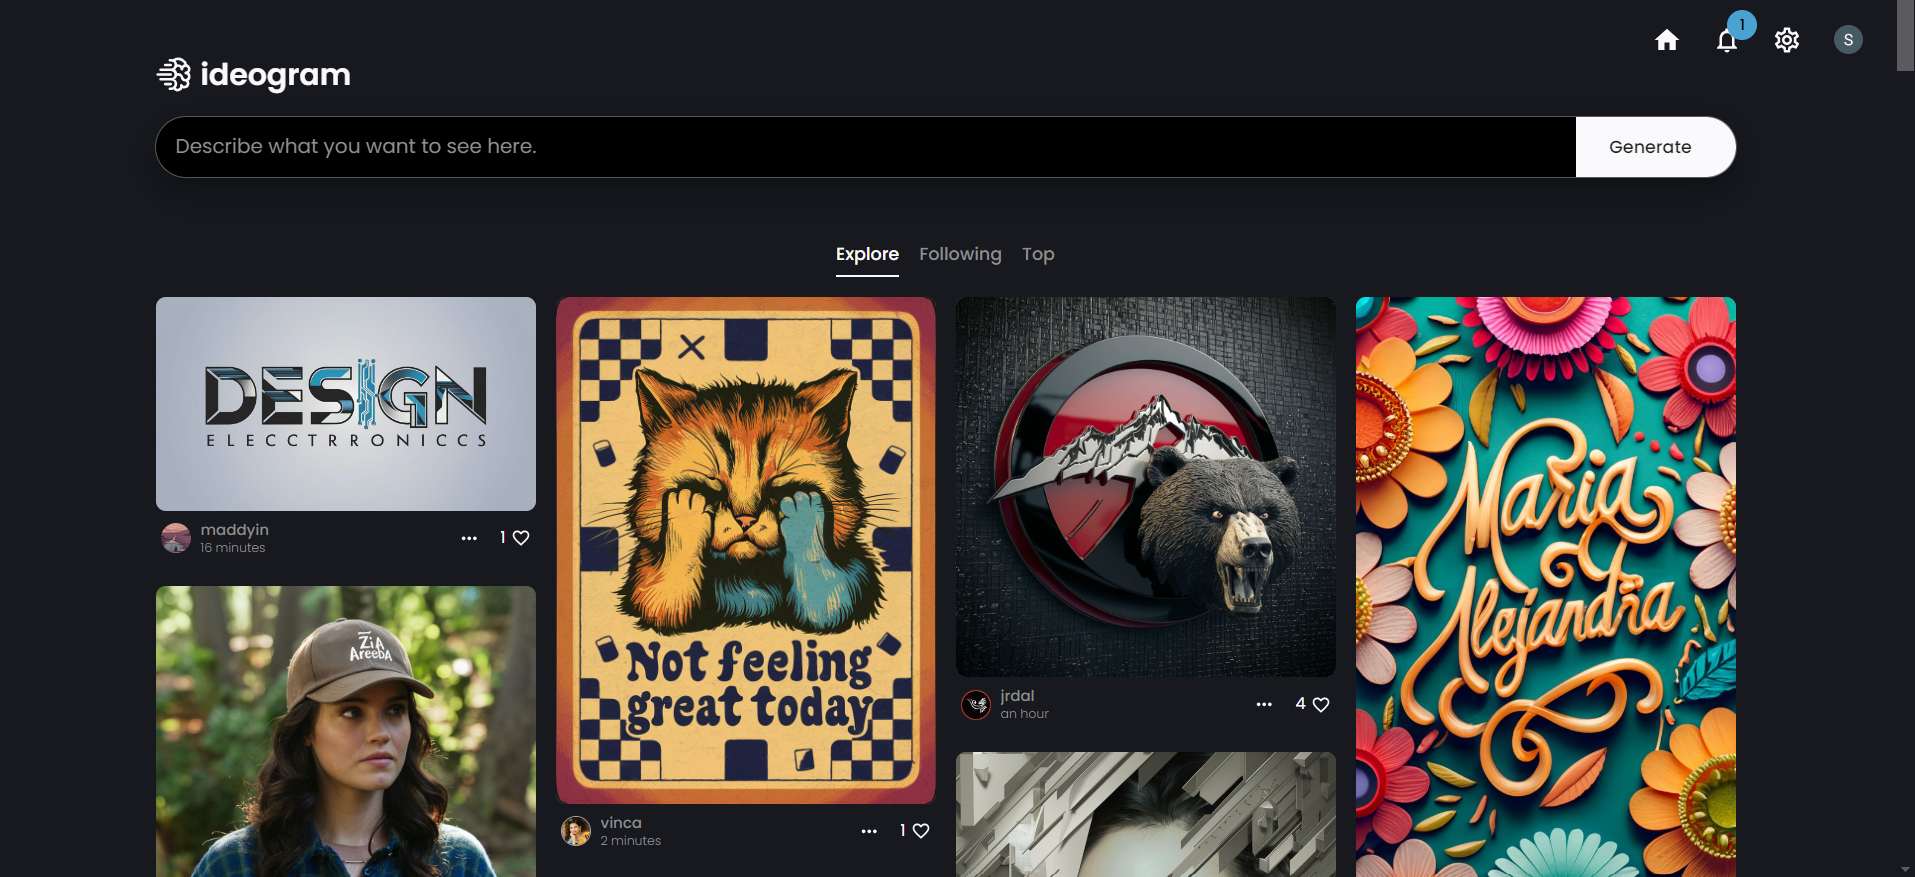 1
S
ideogram
Describe what you want to see here.
Generate
Explore
Following
Top
DESIGN
ELECCTRRONICCS
maddyin
16 minutes
1
ZiA
AreebA
Not feeling
great today
vinca
2 minutes
1
jrdal
an hour
4
Maria
Alejandra